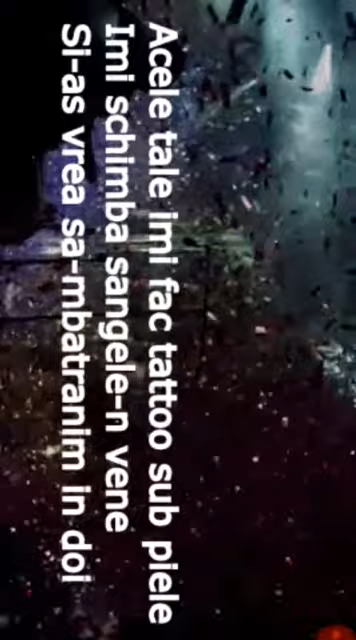 Acele tale imi fac tattoo sub piele
Imi schimba sangele-n vene
Si-as vrea sa-mbatranim in doi